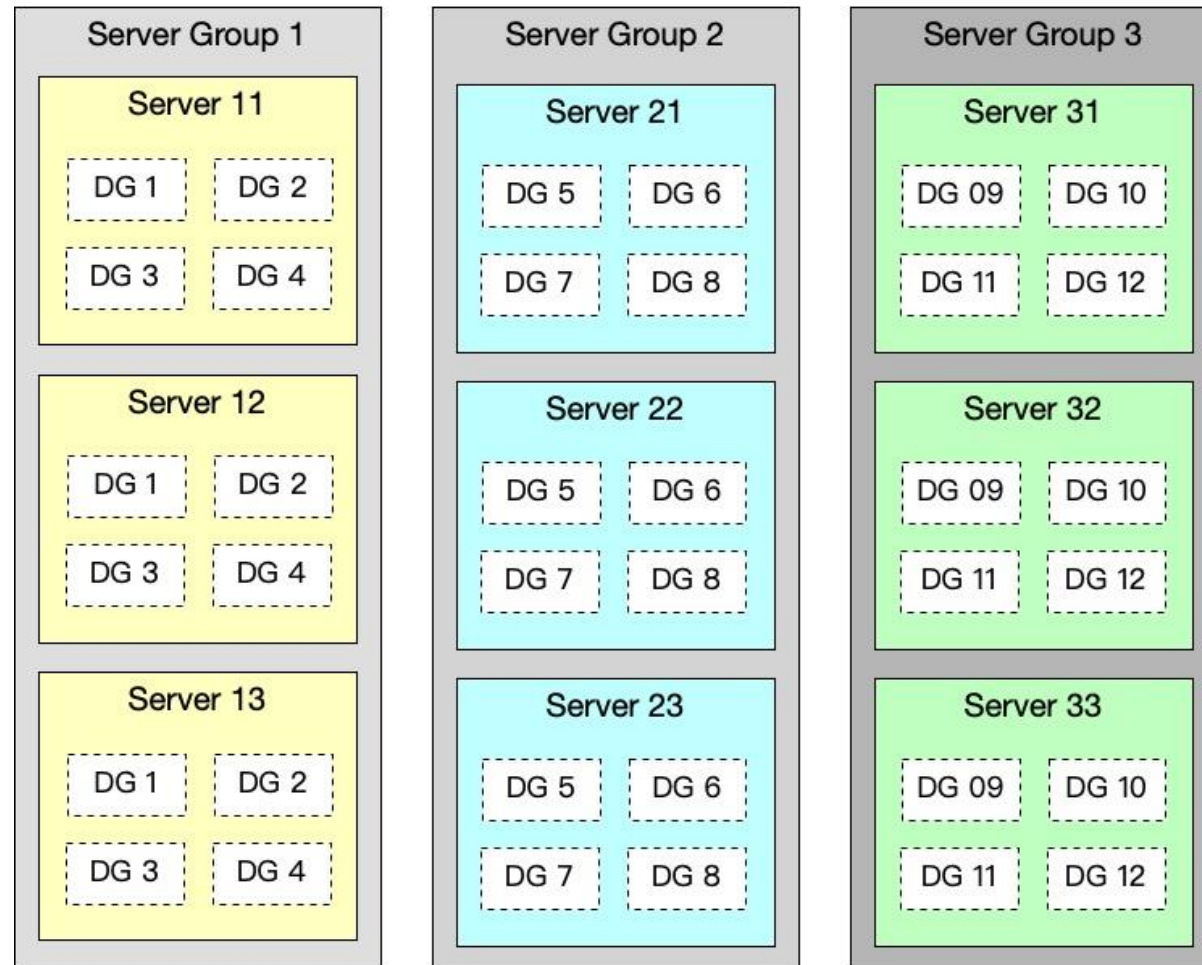 Server Group 1
Server 11
DG 1 DG 2
DG 3 DG 4
Server 12
DG 1 DG 2
DG 3 DG 4
Server 13
DG 1 DG 2
DG 3 DG 4
Server Group 2
Server 21
DG 5 DG 6
DG 7 DG 8
Server 22
DG 5 DG 6
DG 7 DG 8
Server 23
DG 5 DG 6
DG 7 DG 8
Server Group 3
Server 31
DG 09 DG 10
DG 11 DG 12
Server 32
DG 09 DG 10
DG 11 DG 12
Server 33
DG 09 DG 10
DG 11 DG 12